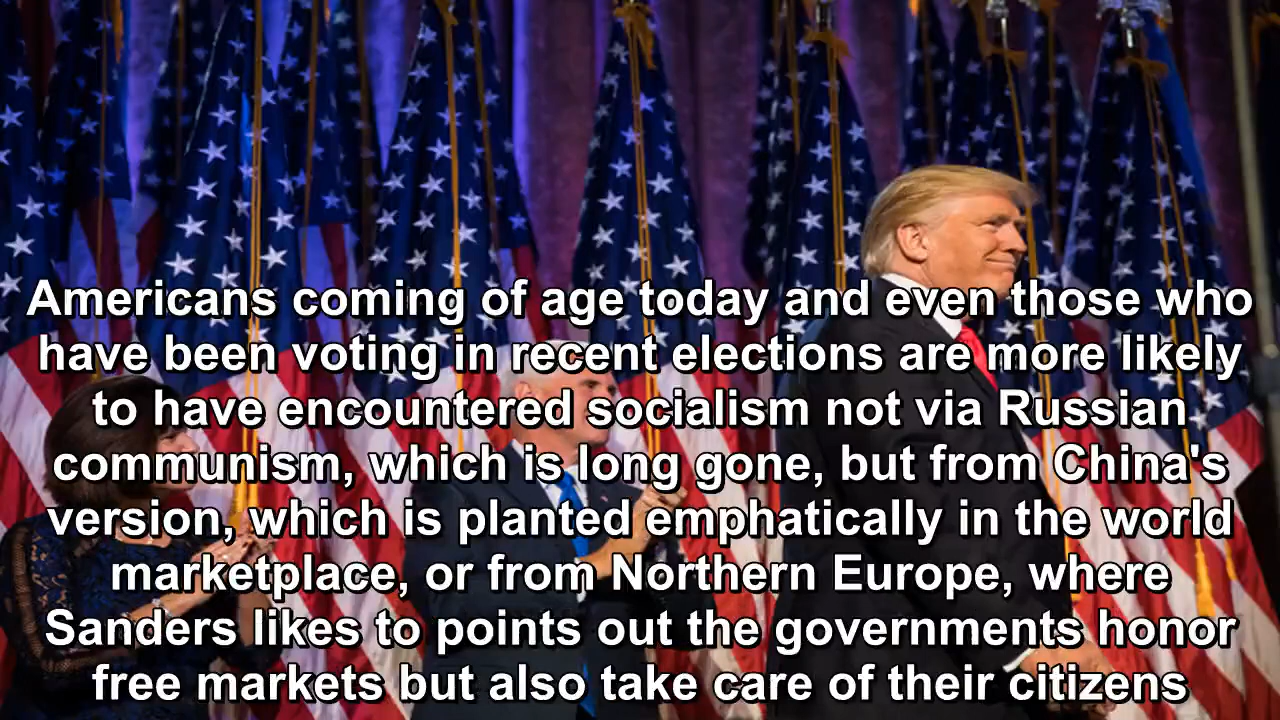 Americans coming of age today and even those who
have been voting in recent elections are more likely
to have encountered socialism not via Russian
communism, which is long gone, but from China's
version, which is planted emphatically in the world
marketplace, or from Northern Europe, where
Sanders likes to points out the governments honor
free markets but also take care of their citizens